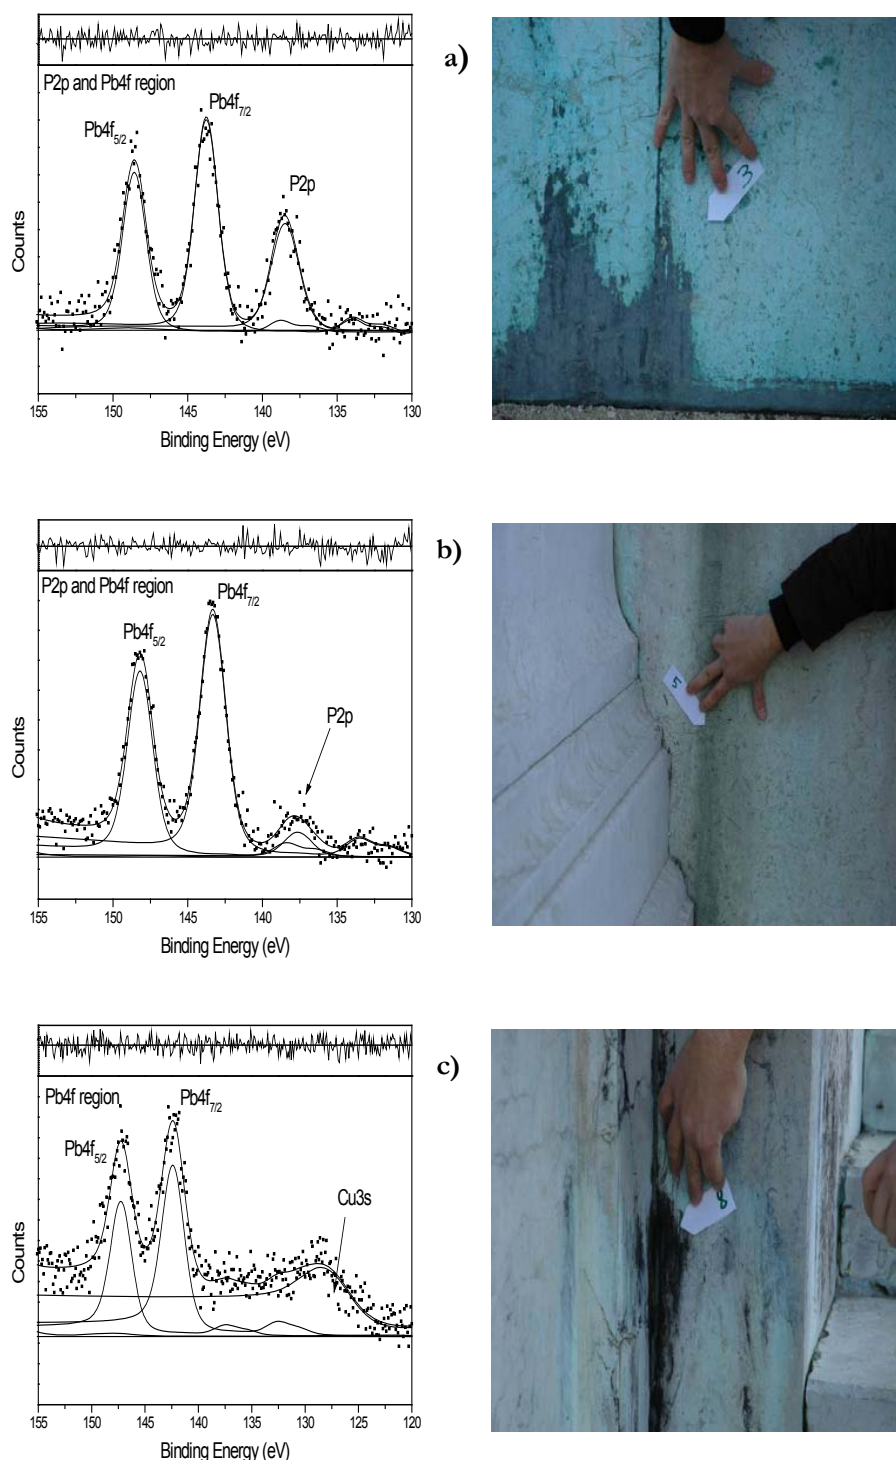 a)
P2p and Pb4f region
Pb4f5/2
Pb4f7/2
P2p
Counts
155 150 145 140 135 130
Binding Energy (eV)
3
b)
P2p and Pb4f region
Pb4f5/2
Pb4f7/2
P2p
Counts
155 150 145 140 135 130
Binding Energy (eV)
5
c)
Pb4f region
Pb4f5/2
Pb4f7/2
Cu3s
Counts
155 150 145 140 135 130 125 120
Binding Energy (eV)
8